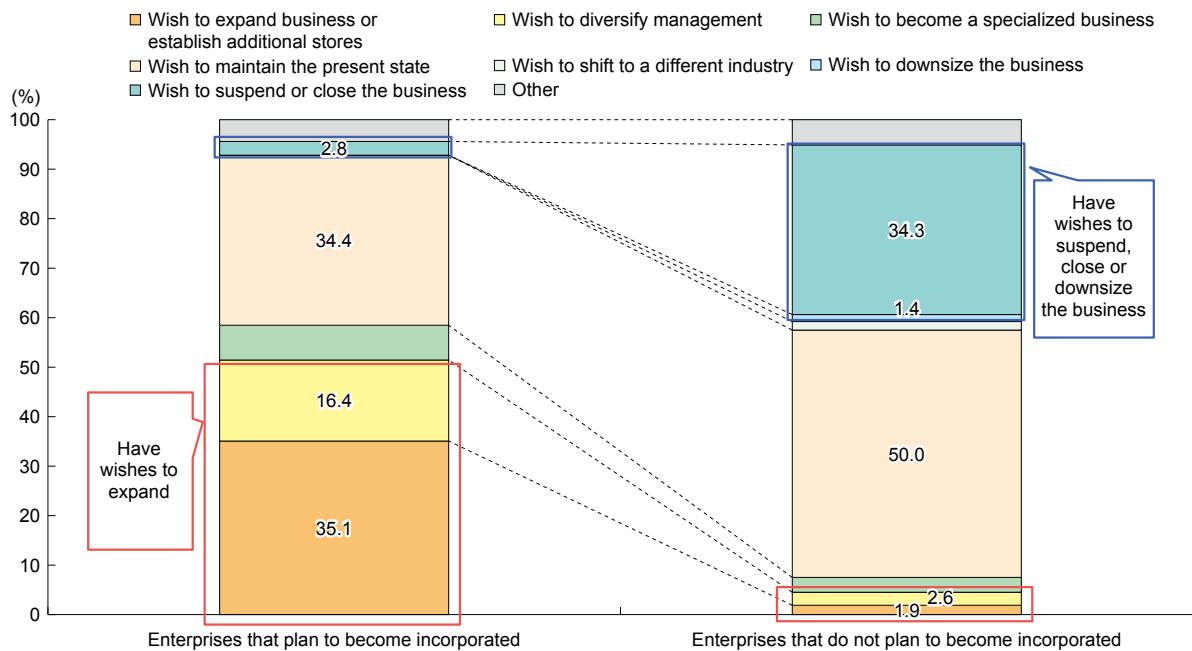 Wish to expand business or
establish additional stores
Wish to diversify management
Wish to become a specialized business
Wish to maintain the present state
Wish to shift to a different industry
Wish to downsize the business
Wish to suspend or close the business
Other
(%)
100
90
80
70
60
50
40
30
20
10
0
2.8
34.4
16.4
35.1
Have
wishes to
expand
34.3
1.4
50.0
2.6
1.9
Have
wishes to
suspend,
close or
downsize
the business
Enterprises that plan to become incorporated
Enterprises that do not plan to become incorporated